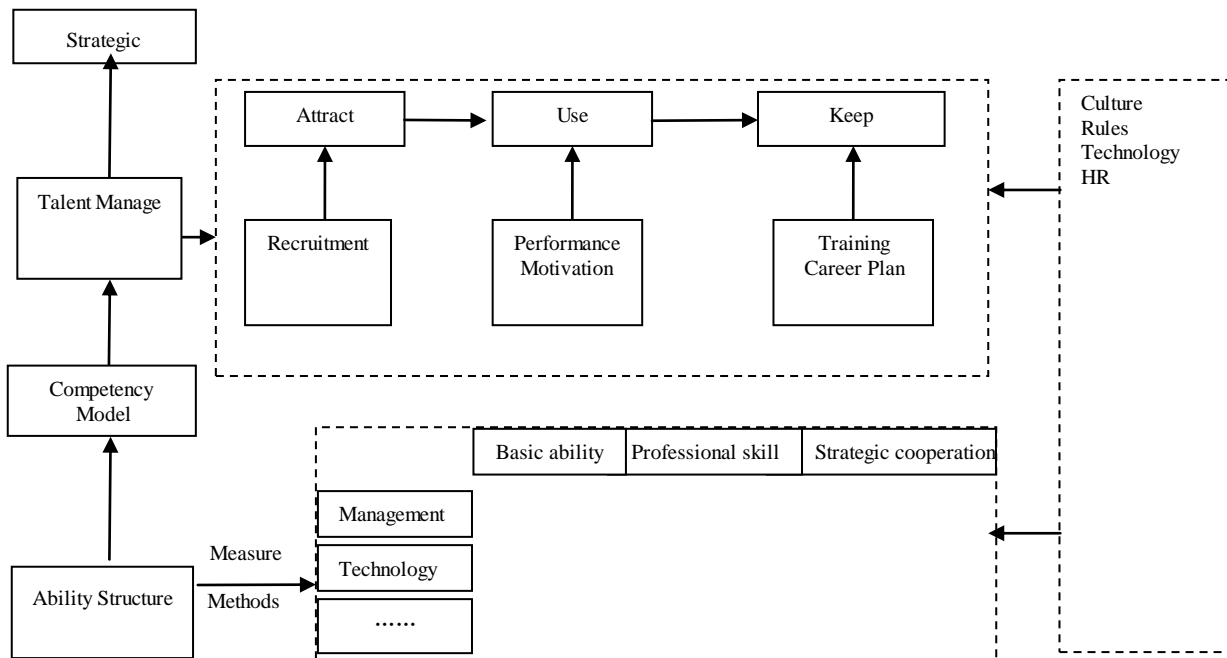 Strategic
Attract
Use
Keep
Culture
Rules
Technology
HR
Talent Manage
Recruitment
Performance
Motivation
Training
Career Plan
Competency
Model
Basic ability
Professional skill
Strategic cooperation
Management
Measure
Technology
Methods
Ability Structure
......